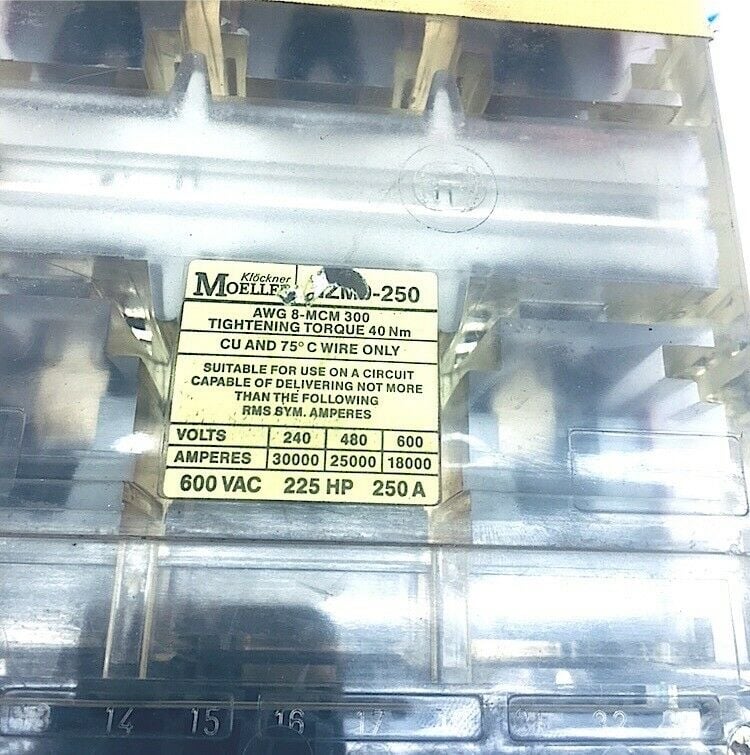 Klöckner
MOELLER -250
AWG 8-MCM 300
TIGHTENING TORQUE 40 Nm
CU AND 75° C WIRE ONLY
SUITABLE FOR USE ON A CIRCUIT
CAPABLE OF DELIVERING NOT MORE
THAN THE FOLLOWING
RMS SYM. AMPERES
VOLTS 240 480 600
AMPERES 30000 25000 18000
600 VAC 225 HP 250 A
13 14 15 16 17 22